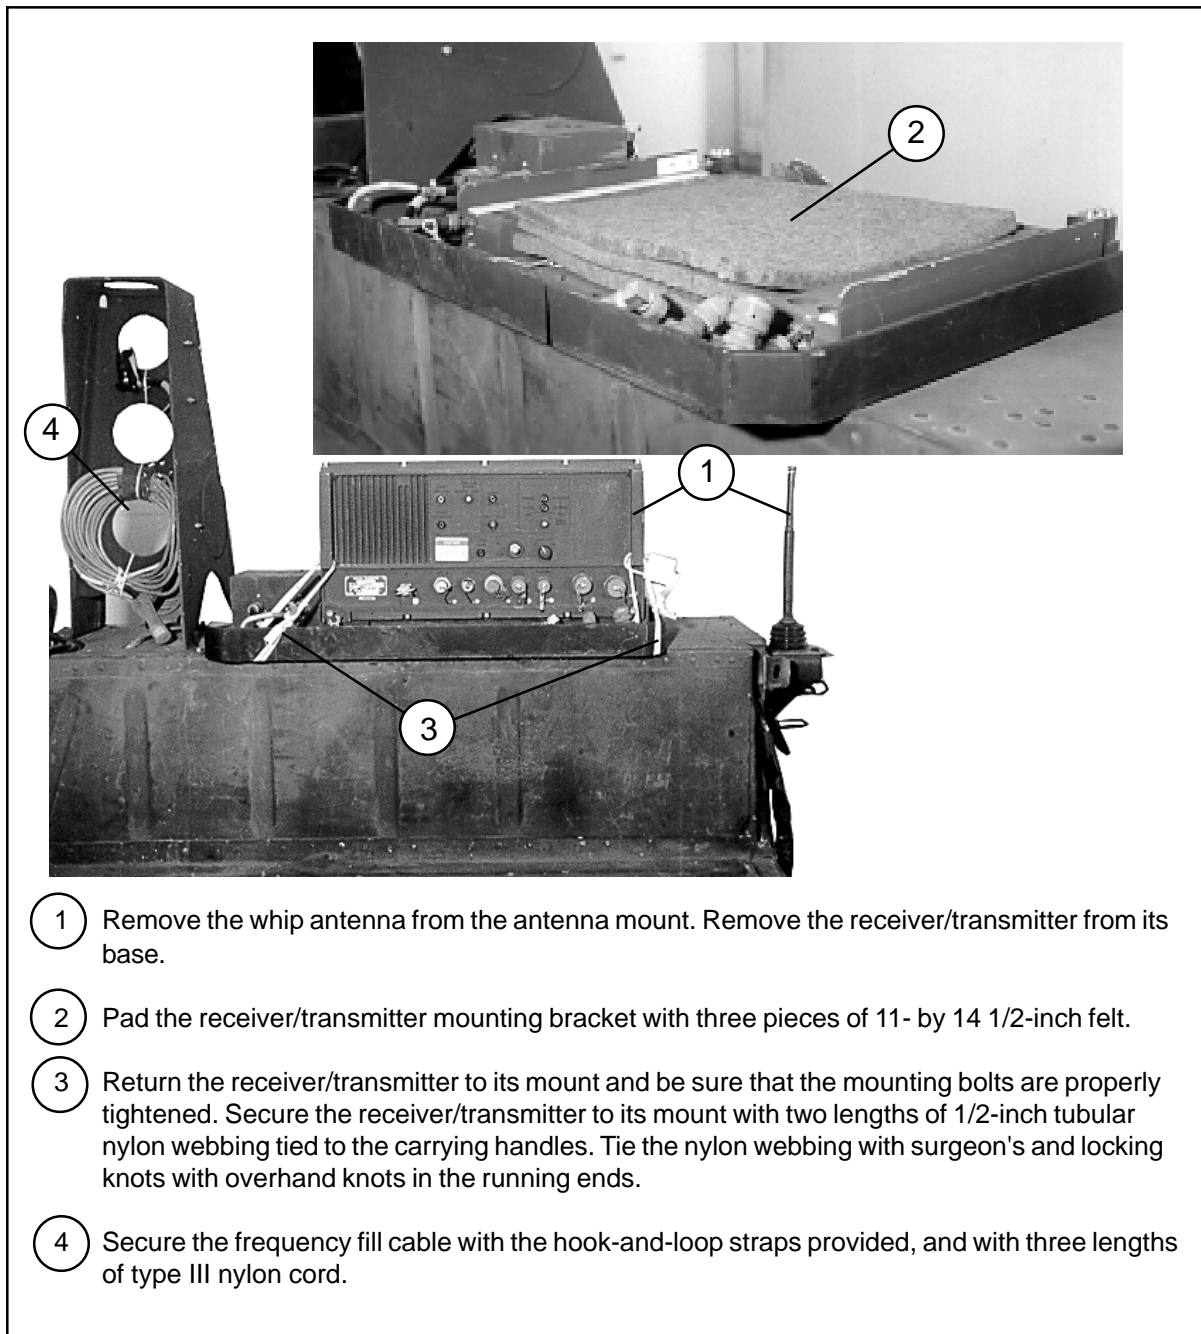 2
4
1
3
1 Remove the whip antenna from the antenna mount. Remove the receiver/transmitter from its
base.
2 Pad the receiver/transmitter mounting bracket with three pieces of 11- by 14 1/2-inch felt.
3 Return the receiver/transmitter to its mount and be sure that the mounting bolts are properly
tightened. Secure the receiver/transmitter to its mount with two lengths of 1/2-inch tubular
nylon webbing tied to the carrying handles. Tie the nylon webbing with surgeon's and locking
knots with overhand knots in the running ends.
4 Secure the frequency fill cable with the hook-and-loop straps provided, and with three lengths
of type III nylon cord.